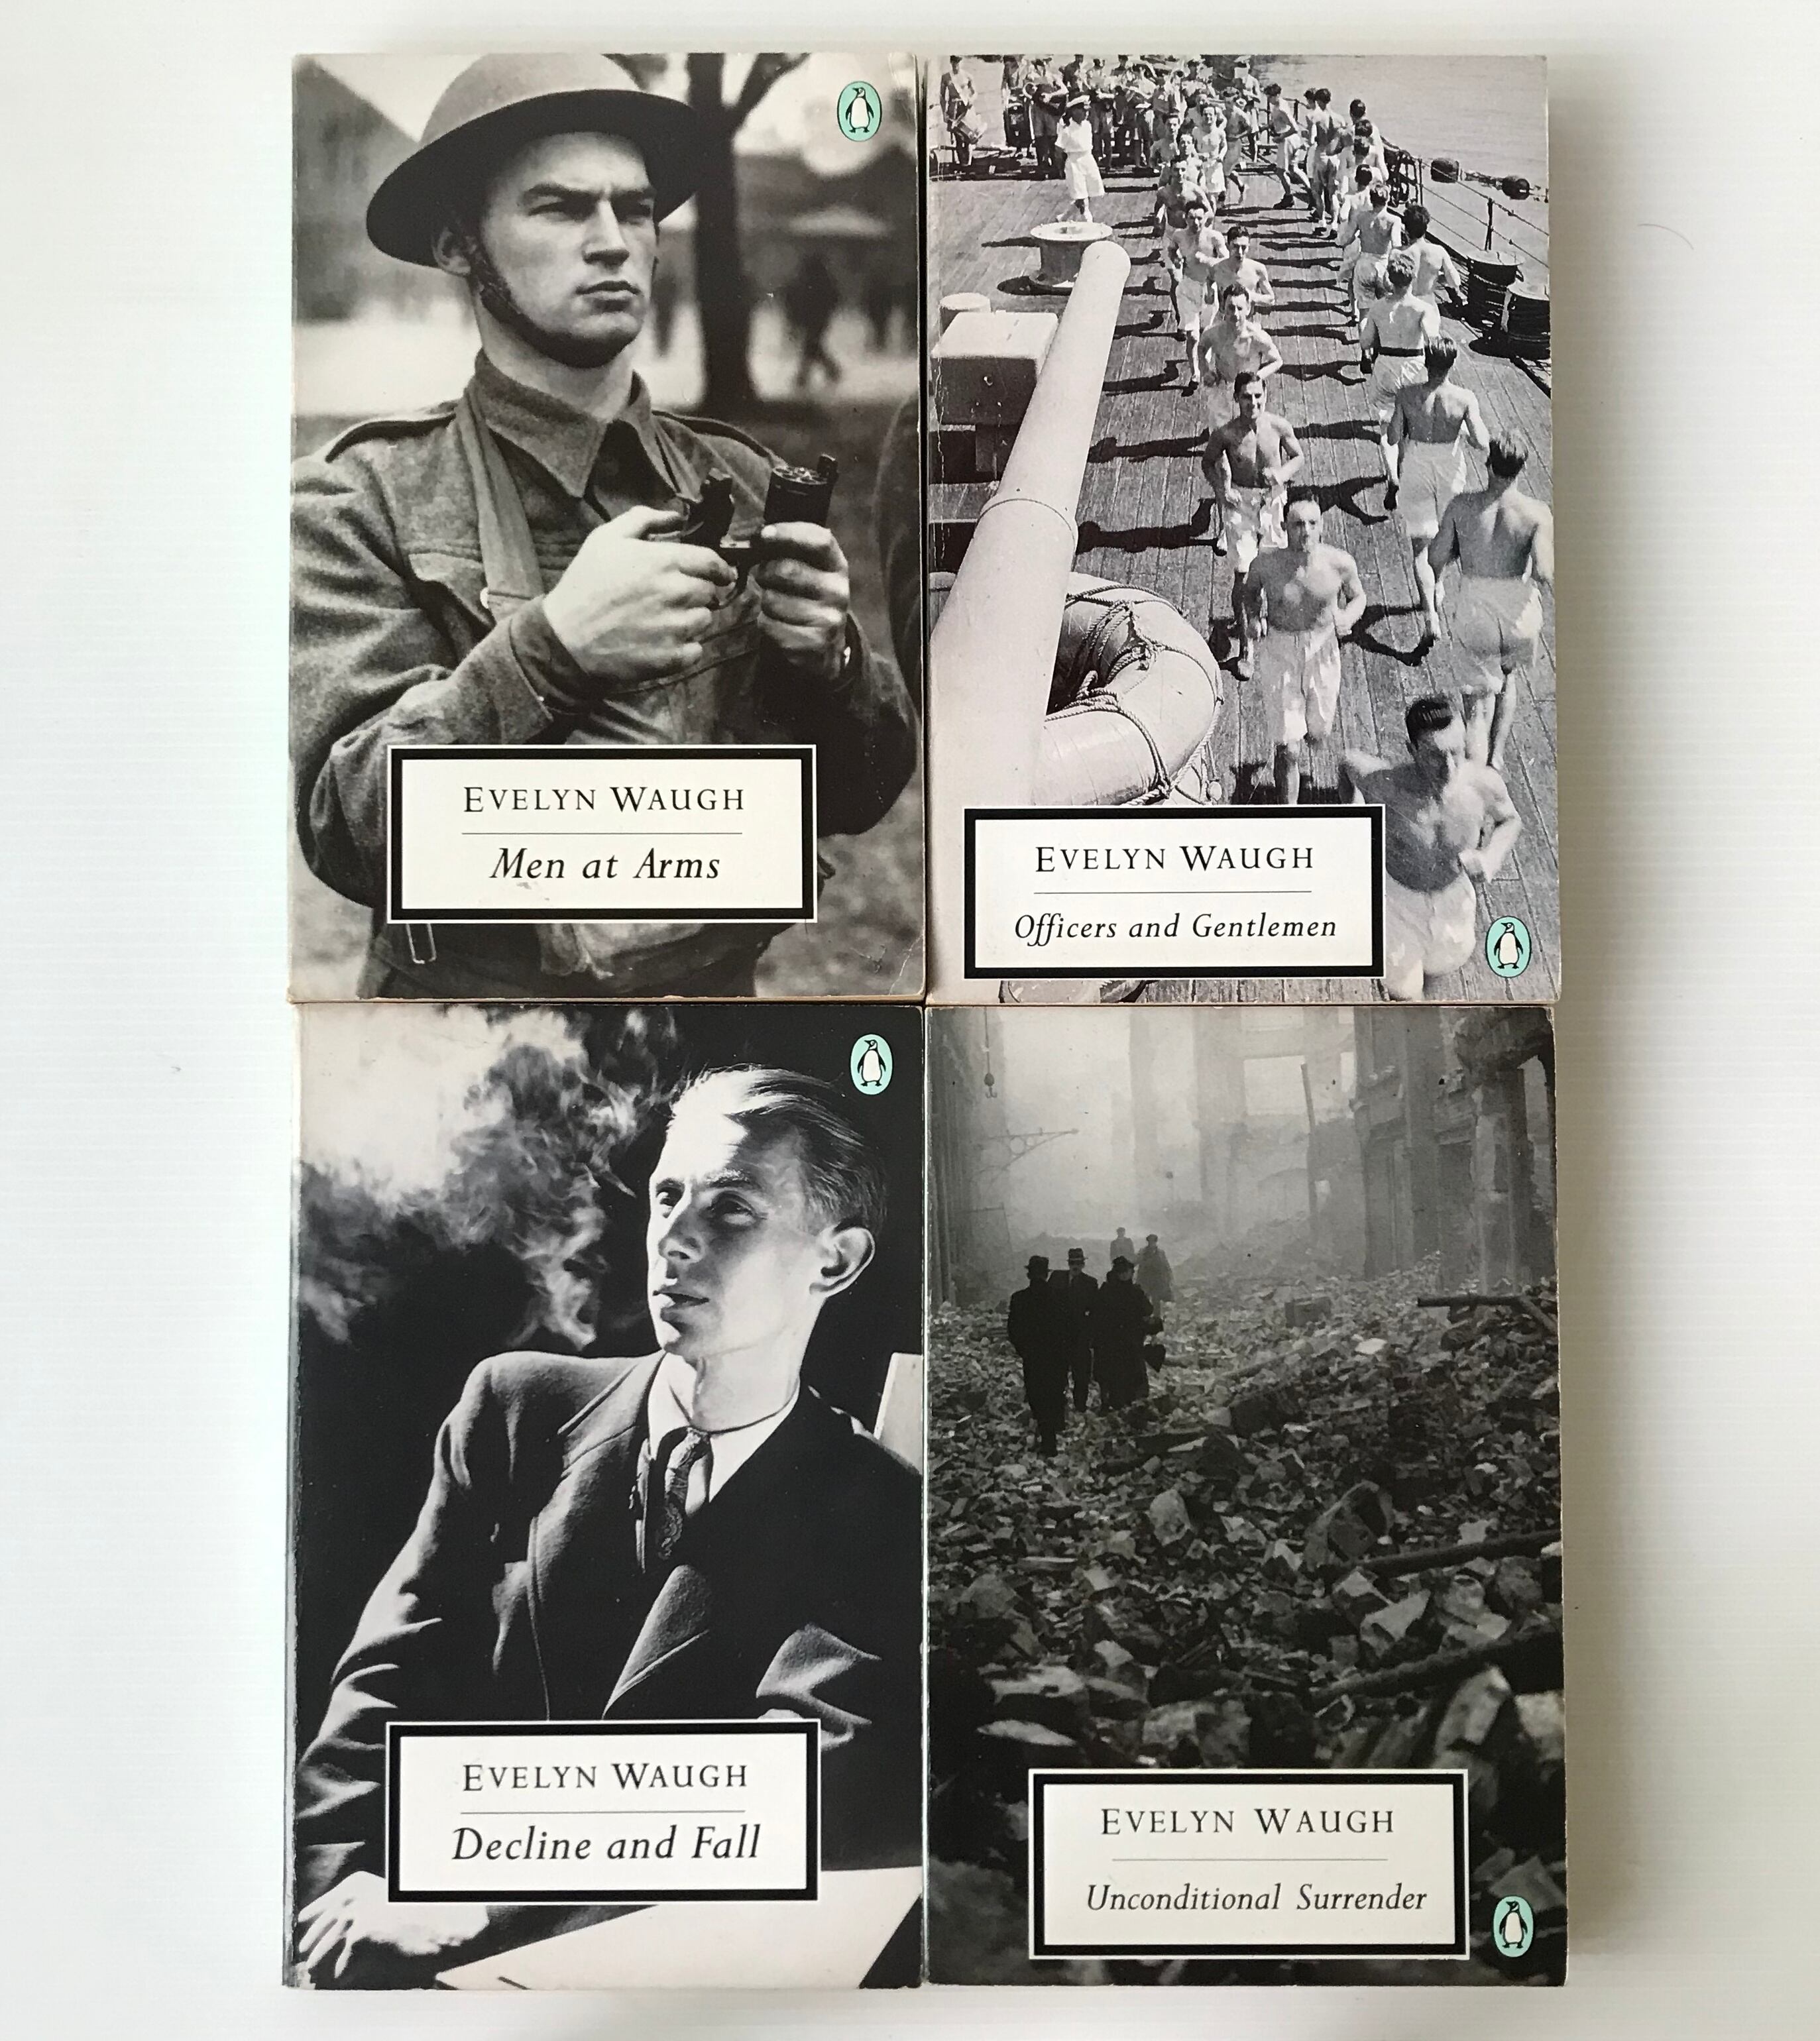 EVELYN WAUGH
Men at Arms
EVELYN WAUGH
Officers and Gentlemen
EVELYN WAUGH
Decline and Fall
EVELYN WAUGH
Unconditional Surrender